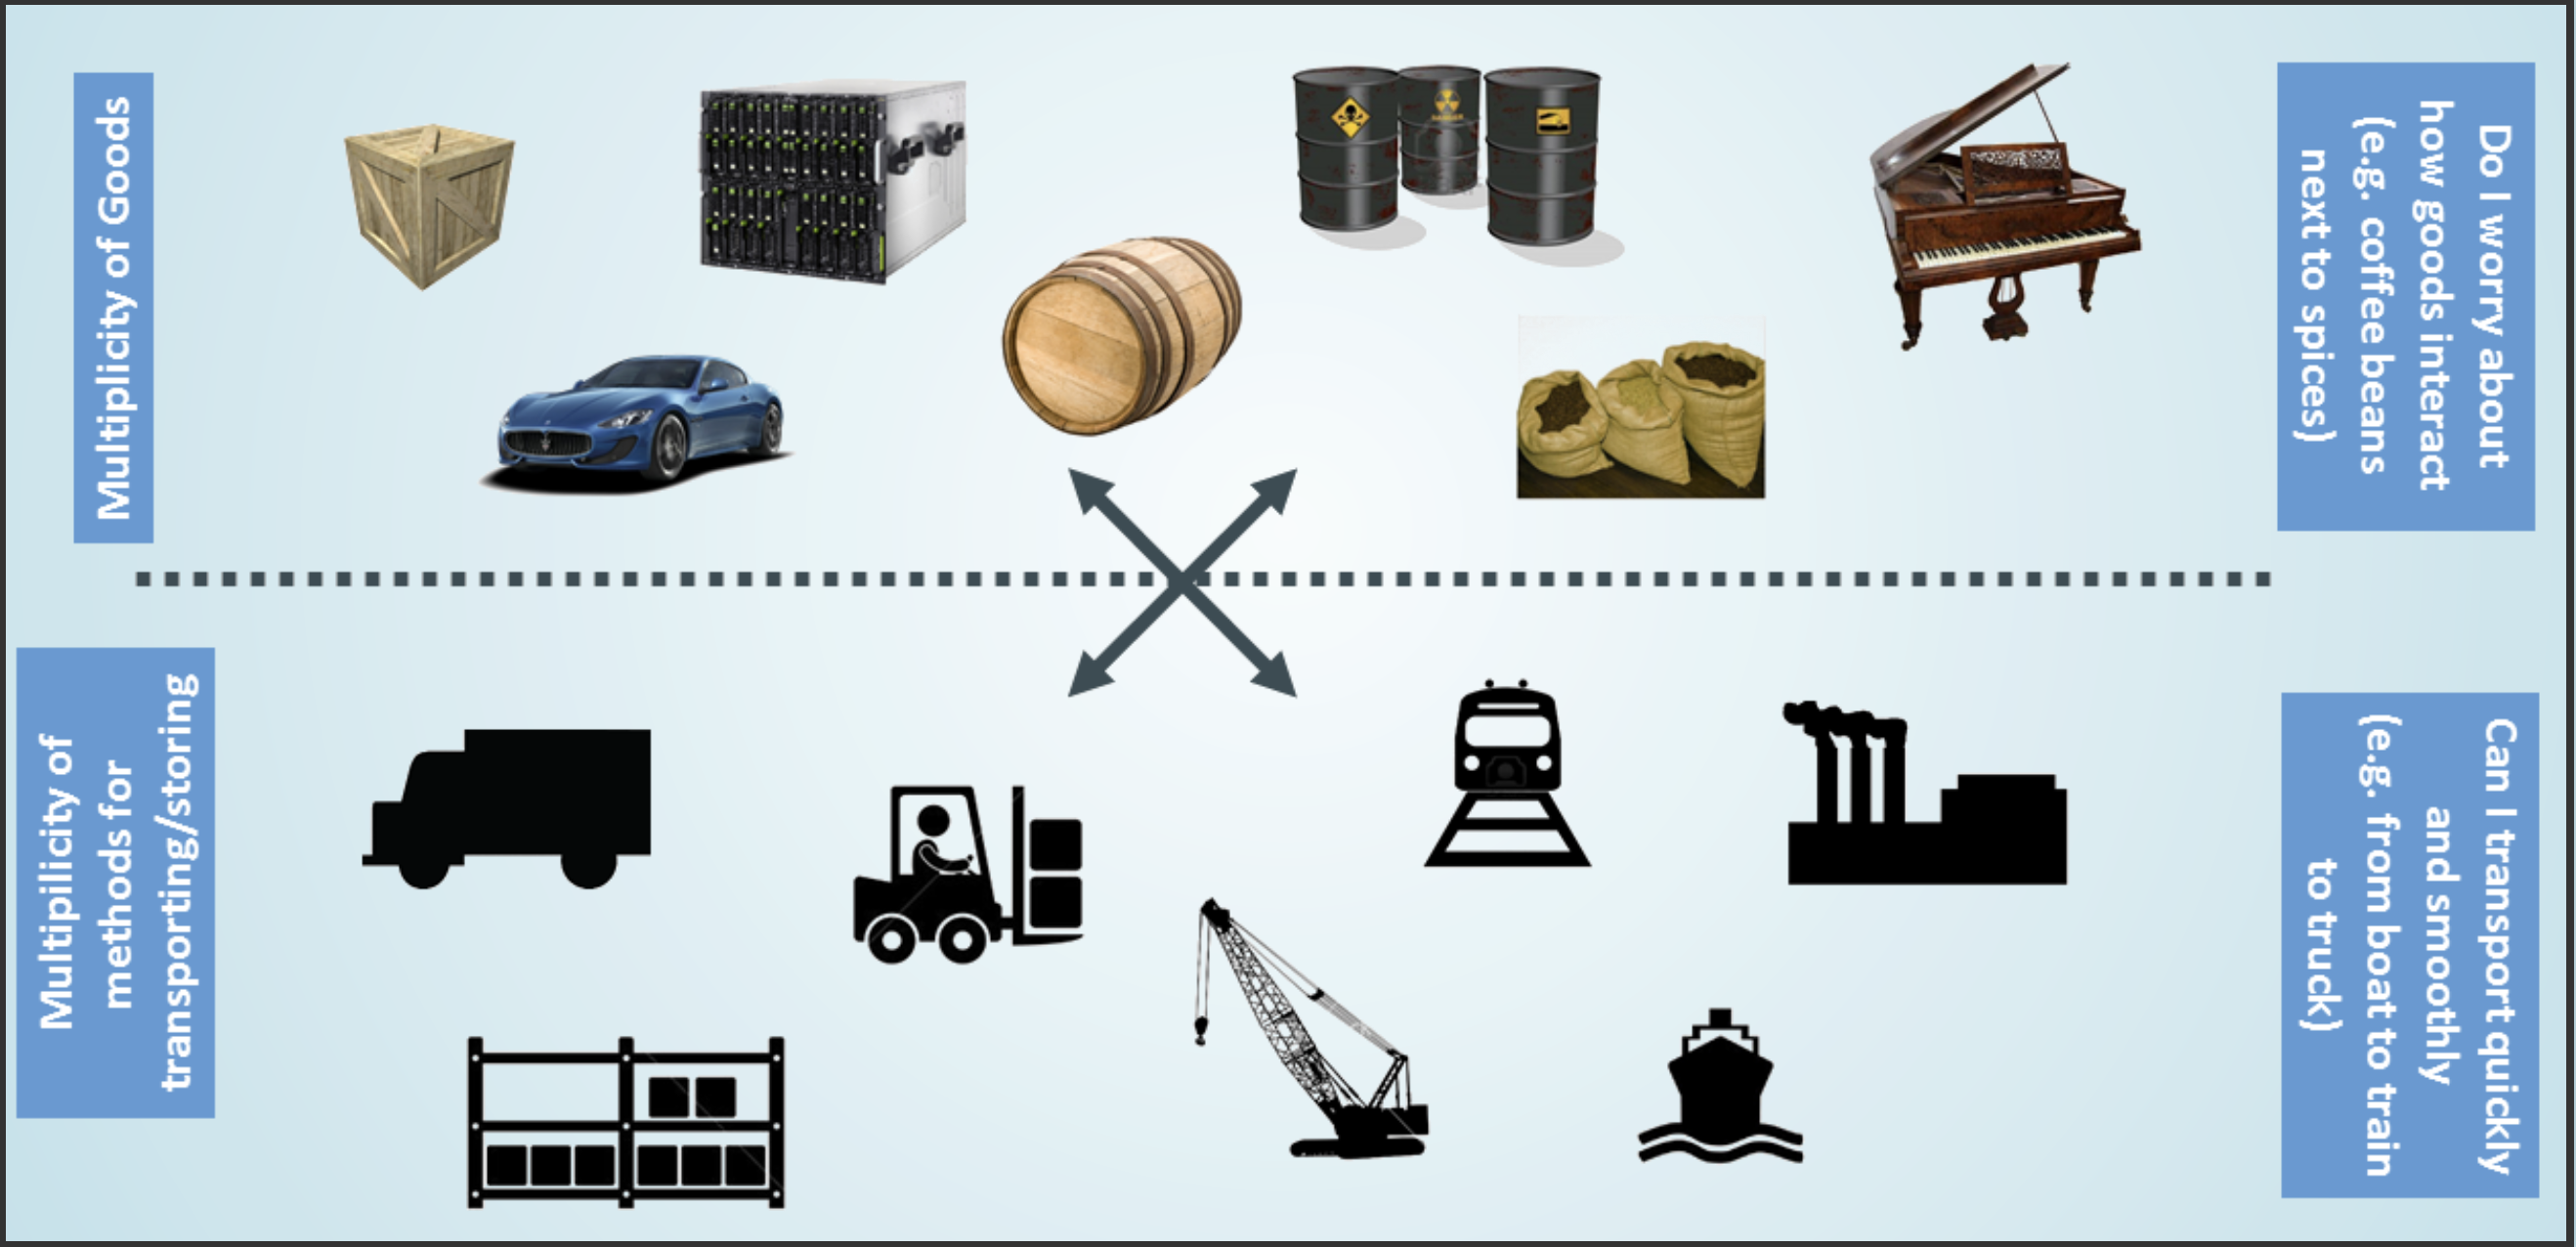 Multiplicity of Goods
Do I worry about
how goods interact
(e.g. coffee beans
next to spices)
Multipilicity of
methods for
transporting/storing
Can I transport quickly
and smoothly
(e.g. from boat to train
to truck)